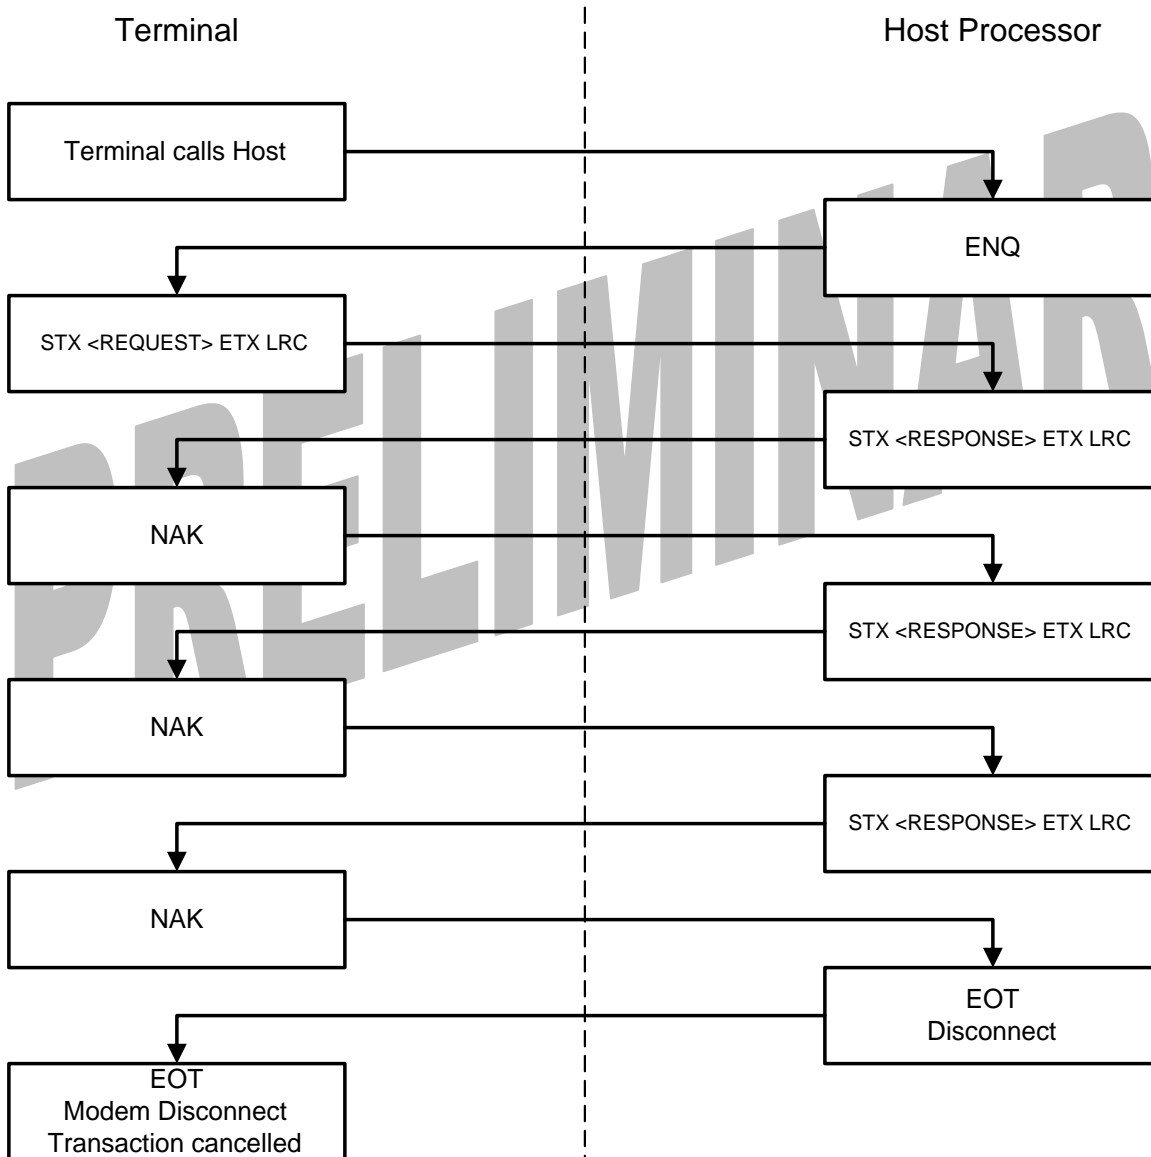 Terminal
Host Processor
Terminal calls Host
ENQ
STX <REQUEST> ETX LRC
STX <RESPONSE> ETX LRC
NAK
STX <RESPONSE> ETX LRC
NAK
STX <RESPONSE> ETX LRC
NAK
EOT
Disconnect
EOT
Modem Disconnect
Transaction cancelled
PRELIMINAR